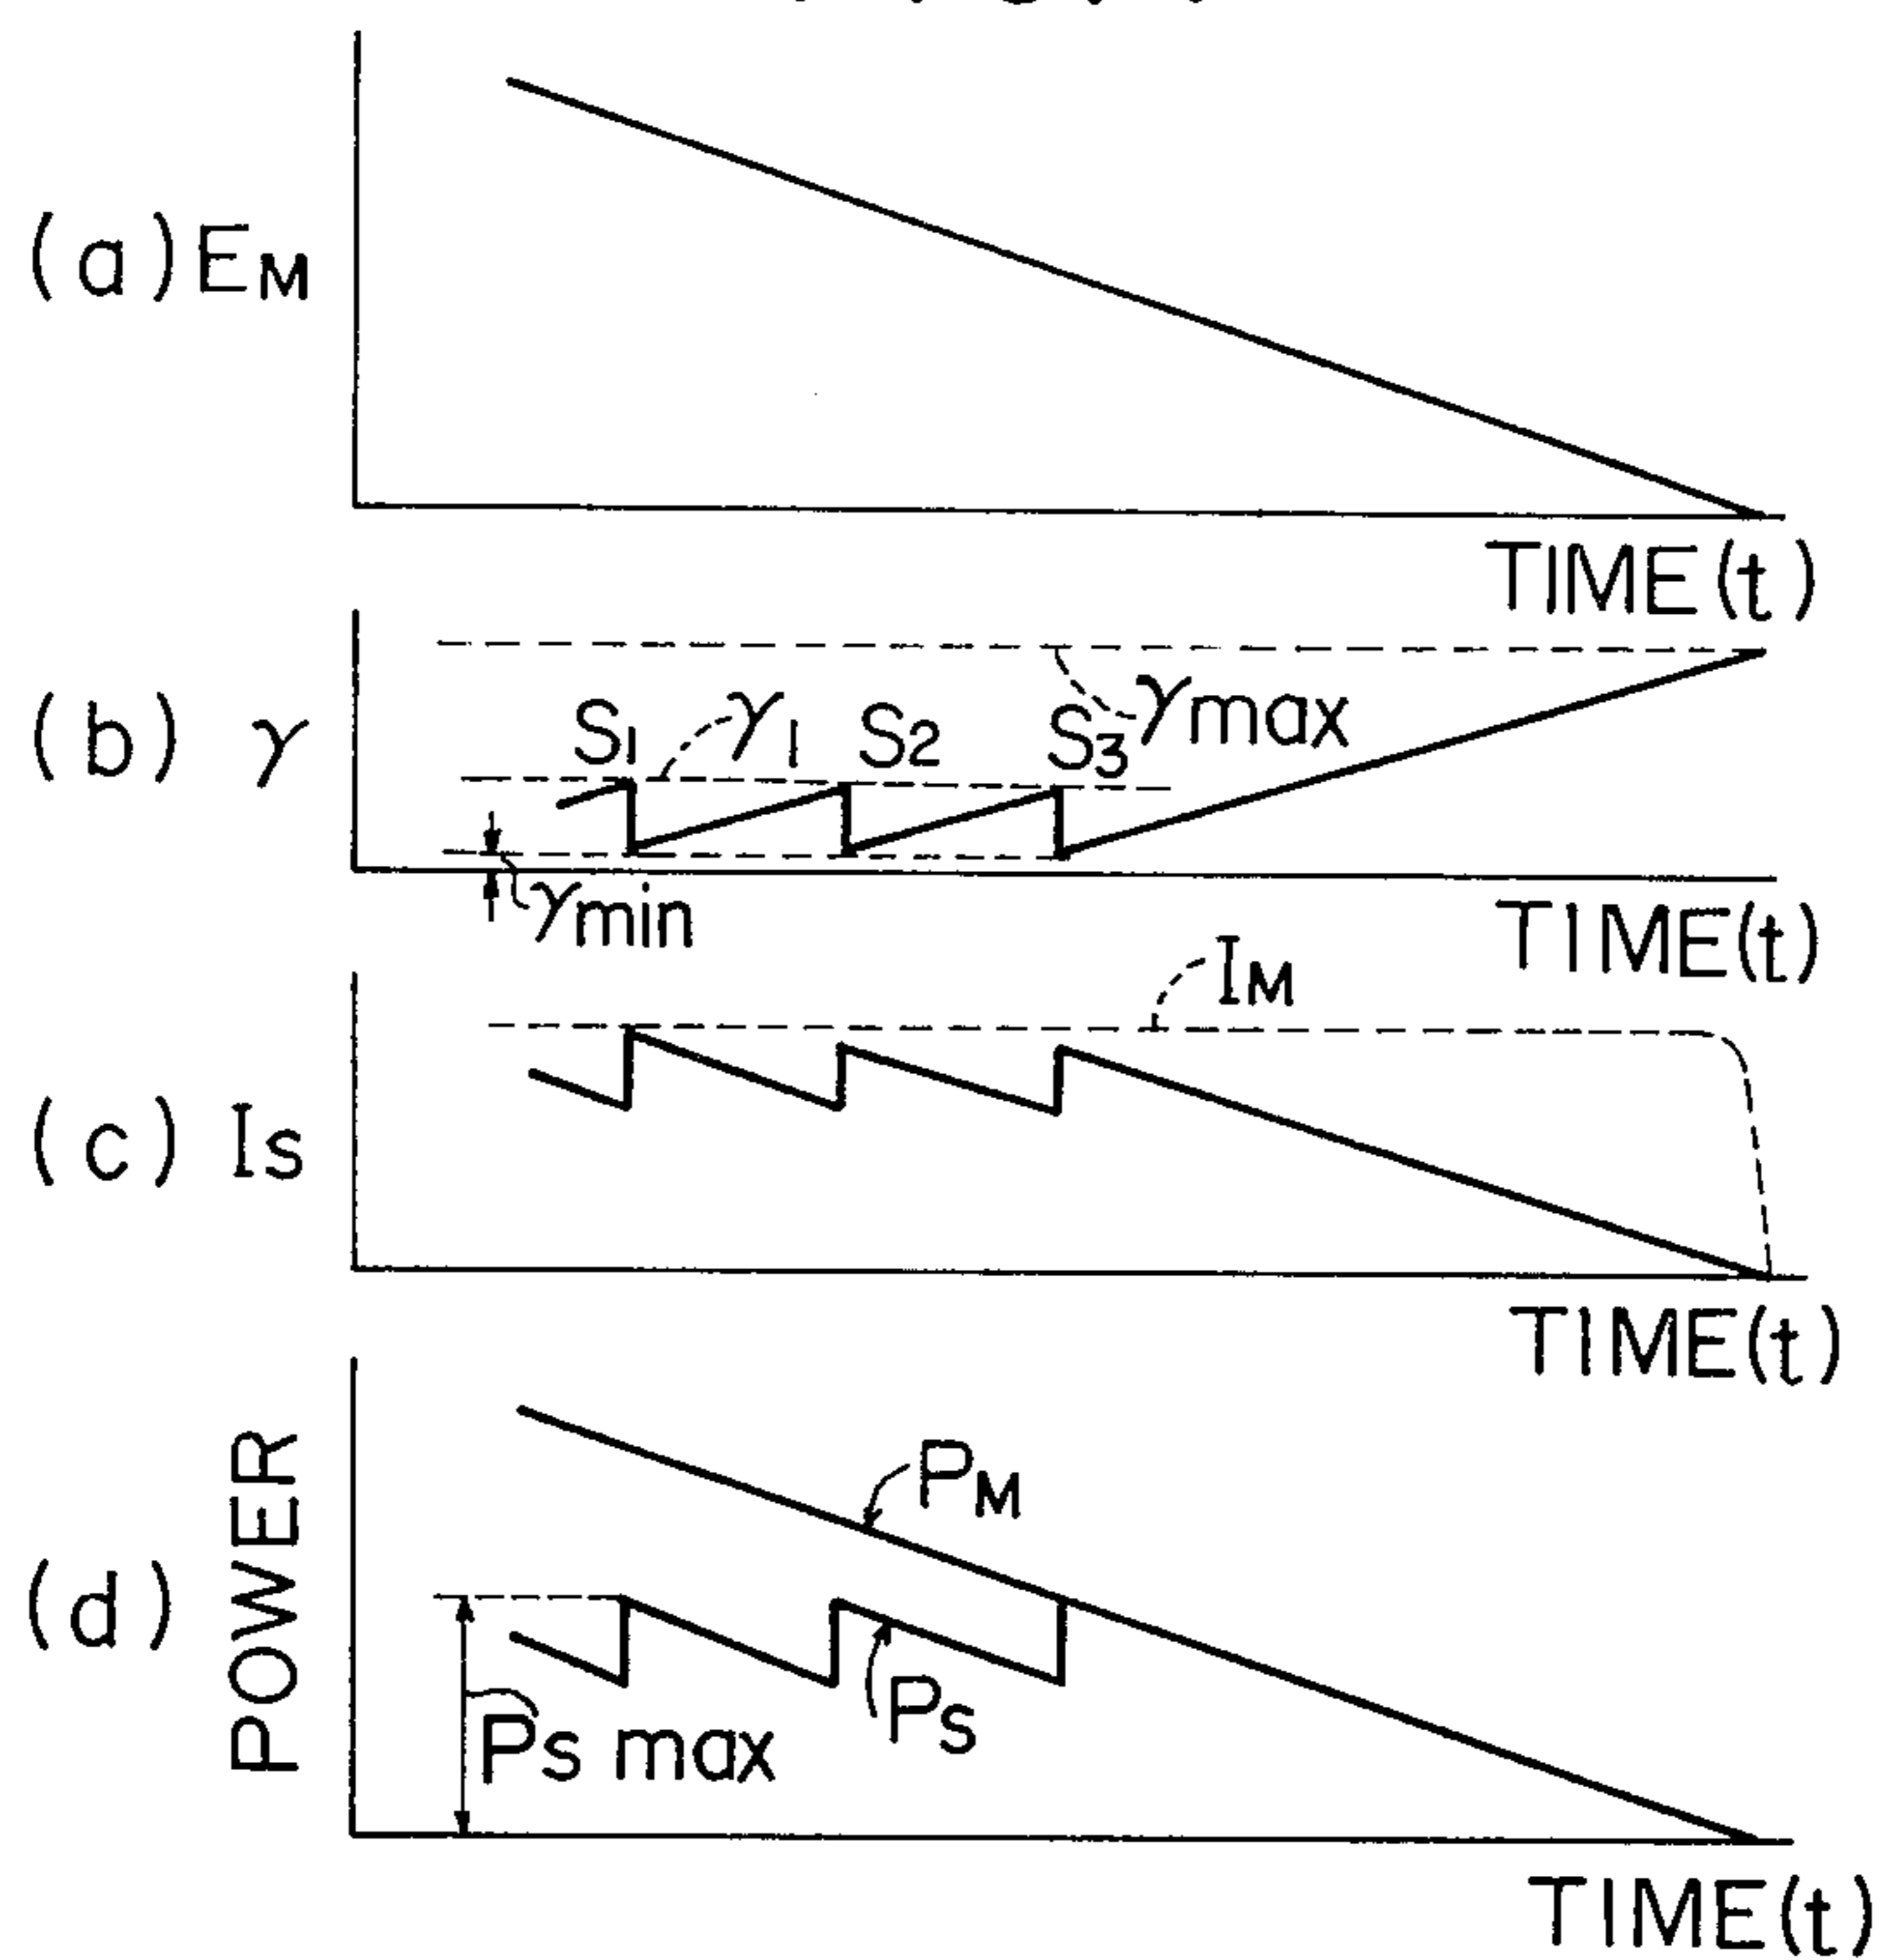 (a) EM
TIME(t)
(b) γ
S1
γ1
S2
S3
γmax
γmin
TIME(t)
IM
(c) Is
TIME(t)
(d) POWER
PM
PS
Ps max
TIME(t)